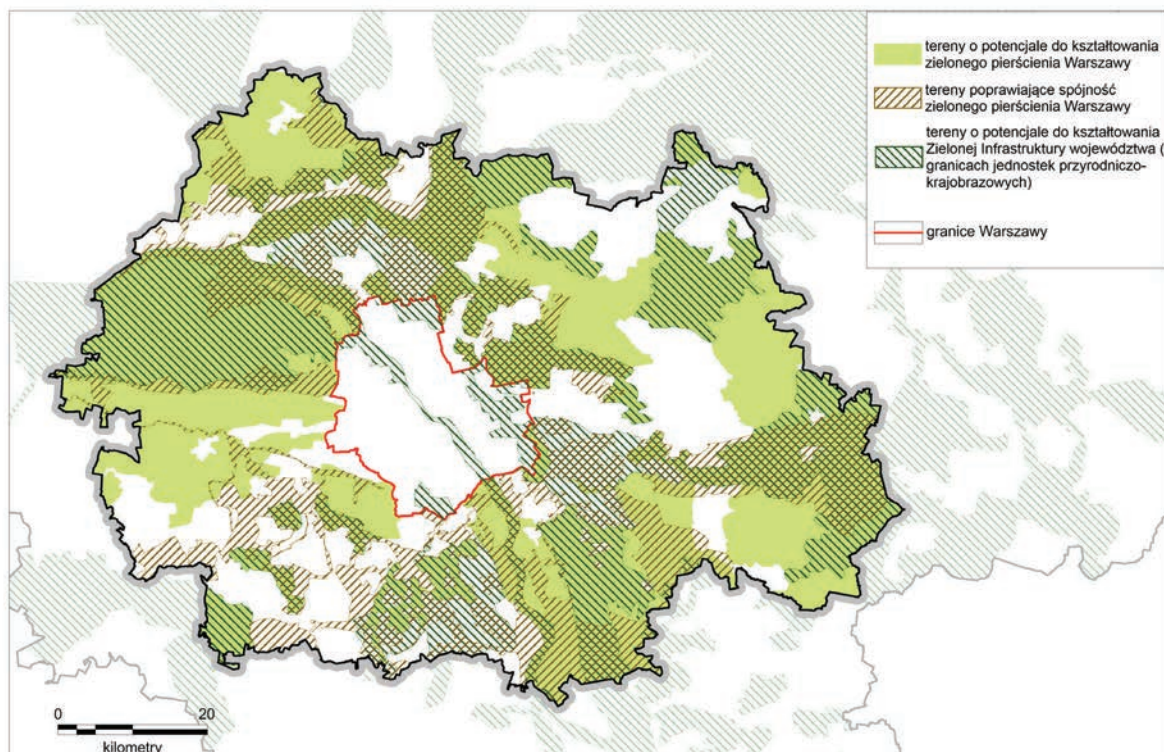 tereny o potencjale do kształtowania
zielonego pierścienia Warszawy
tereny poprawiające spójność
zielonego pierścienia Warszawy
tereny o potencjale do kształtowania
Zielonej Infrastruktury województwa (
granicach jednostek przyrodniczo-
krajobrazowych)
granice Warszawy
0 20
kilometry